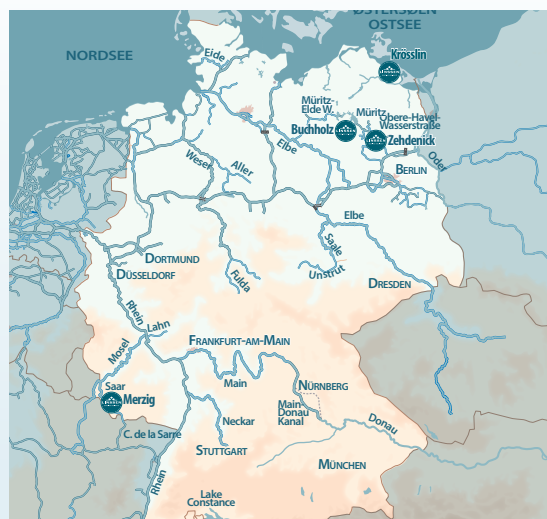 ØSTERSØEN
OSTSEE
NORDSEE
Eide
Krösslin
Müritz-
Elde W.
Müritz
Obere-Havel-
Wasserstraße
Buchholz
Zehdenick
Elbe
Weser
Aller
BERLIN
Oder
Elbe
Saale
Unstrut
Fulda
DORTMUND
DÜSSELDORF
DRESDEN
Rhein
Lahn
Mosel
FRANKFURT-AM-MAIN
Saar
Merzig
Main
NÜRNBERG
Main-
Donau
Kanal
Donau
Neckar
C. de la Sarre
STUTTGART
MÜNCHEN
Rhein
Lake
Constance